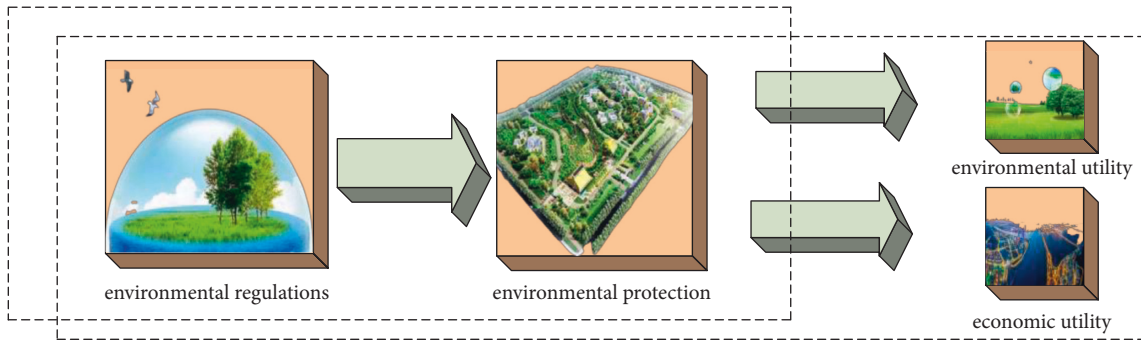 environmental regulations
environmental protection
environmental utility
economic utility